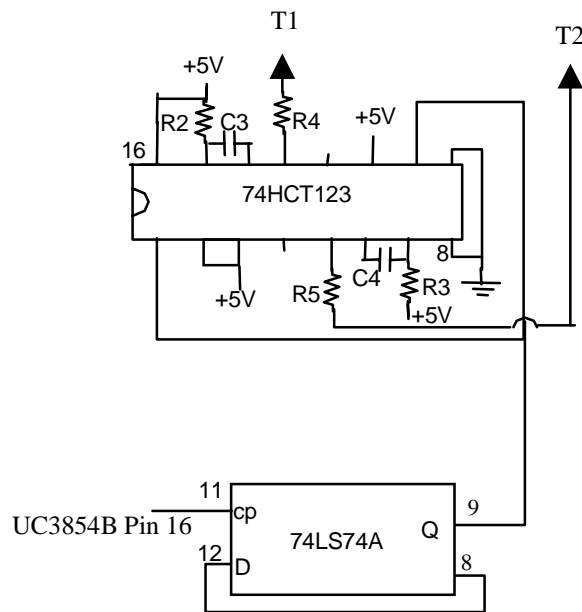 T1
T2
+5V
R2
C3
R4
+5V
16
74HCT123
8
+5V
R5
C4
R3
+5V
11
UC3854B Pin 16
cp
9
74LS74A
Q
12
D
8